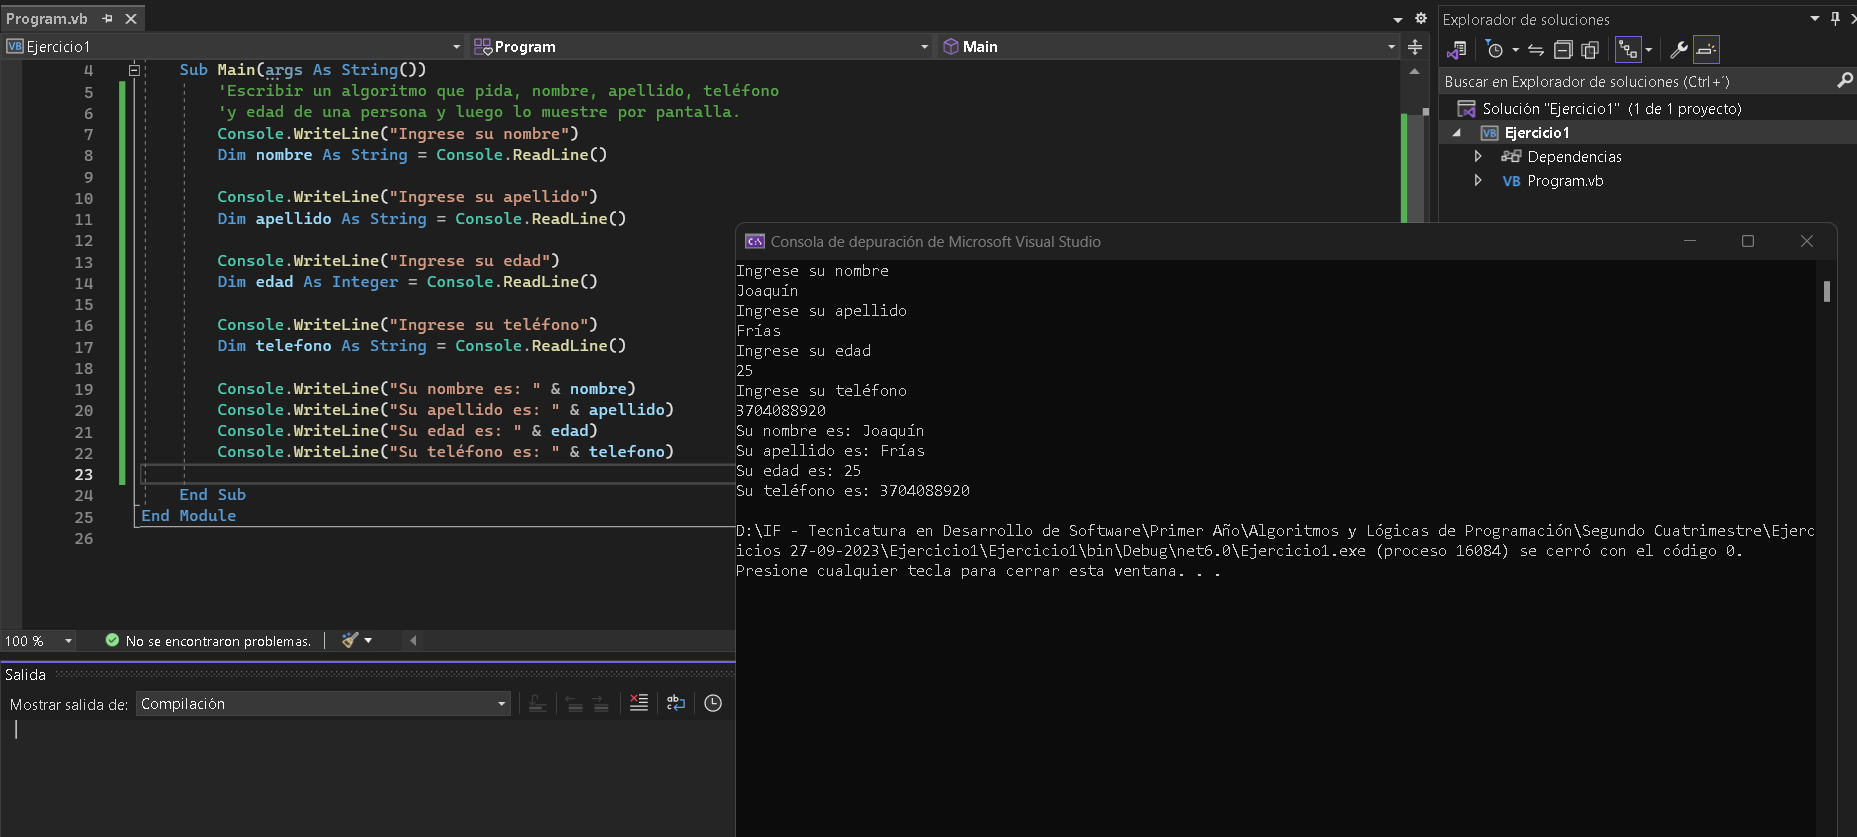 Program.vb
Ejercicio1
Program
Main
4 Sub Main(args As String())
5 'Escribir un algoritmo que pida, nombre, apellido, teléfono
6 'y edad de una persona y luego lo muestre por pantalla.
7 Console.WriteLine("Ingrese su nombre")
8 Dim nombre As String = Console.ReadLine()
9
10 Console.WriteLine("Ingrese su apellido")
11 Dim apellido As String = Console.ReadLine()
12
13 Console.WriteLine("Ingrese su edad")
14 Dim edad As Integer = Console.ReadLine()
15
16 Console.WriteLine("Ingrese su teléfono")
17 Dim telefono As String = Console.ReadLine()
18
19 Console.WriteLine("Su nombre es: " & nombre)
20 Console.WriteLine("Su apellido es: " & apellido)
21 Console.WriteLine("Su edad es: " & edad)
22 Console.WriteLine("Su teléfono es: " & telefono)
23
24 End Sub
25 End Module
26
100 %
No se encontraron problemas.
Salida
Mostrar salida de: Compilación
Explorador de soluciones
Buscar en Explorador de soluciones (Ctrl+´)
Solución "Ejercicio1" (1 de 1 proyecto)
VB Ejercicio1
Dependencias
VB Program.vb
Consola de depuración de Microsoft Visual Studio
Ingrese su nombre
Joaquín
Ingrese su apellido
Frías
Ingrese su edad
25
Ingrese su teléfono
3704088920
Su nombre es: Joaquín
Su apellido es: Frías
Su edad es: 25
Su teléfono es: 3704088920
D:\IF - Tecnicatura en Desarrollo de Software\Primer Año\Algoritmos y Lógicas de Programación\Segundo Cuatrimestre\Ejerc
icios 27-09-2023\Ejercicio1\Ejercicio1\bin\Debug\net6.0\Ejercicio1.exe (proceso 16084) se cerró con el código 0.
Presione cualquier tecla para cerrar esta ventana. . .